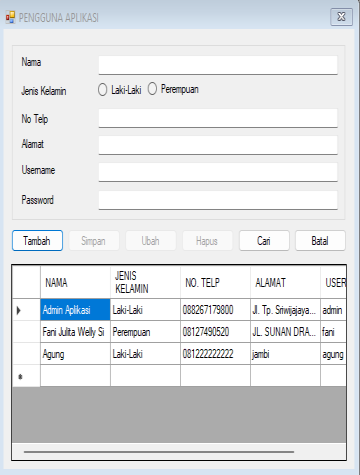 PENGGUNA APLIKASI
Nama
Jenis Kelamin Laki-Laki Perempuan
No Telp
Alamat
Username
Password
Tambah Simpan Ubah Hapus Cari Batal
NAMA JENIS KELAMIN NO. TELP ALAMAT USER
Admin Aplikasi Laki-Laki 088267179800 Jl. Tp. Sriwijajaya... admin
Fani Julita Welly Si Perempuan 08127490520 JL. SUNAN DRA... fani
Agung Laki-Laki 081222222222 jambi agung